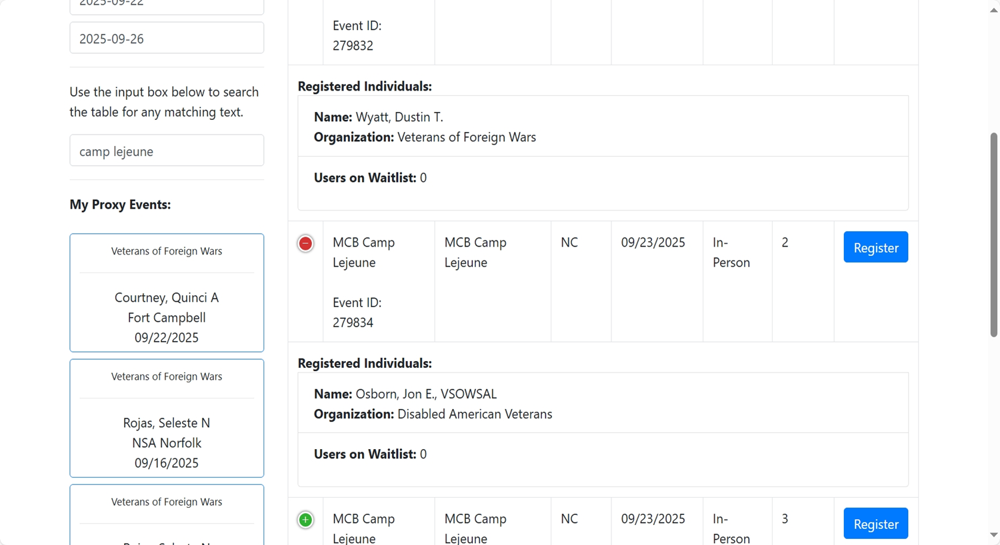 2025-09-22
2025-09-26
Use the input box below to search
the table for any matching text.
camp lejeune
My Proxy Events:
Veterans of Foreign Wars
Courtney, Quinci A
Fort Campbell
09/22/2025
Veterans of Foreign Wars
Rojas, Seleste N
NSA Norfolk
09/16/2025
Veterans of Foreign Wars
Event ID:
279832
Registered Individuals:
Name: Wyatt, Dustin T.
Organization: Veterans of Foreign Wars
Users on Waitlist: 0
MCB Camp MCB Camp NC 09/23/2025 In- 2 Register
Lejeune Lejeune Person
Event ID:
279834
Registered Individuals:
Name: Osborn, Jon E., VSOWSAL
Organization: Disabled American Veterans
Users on Waitlist: 0
MCB Camp MCB Camp NC 09/23/2025 In- 3 Register
Lejeune Lejeune Person